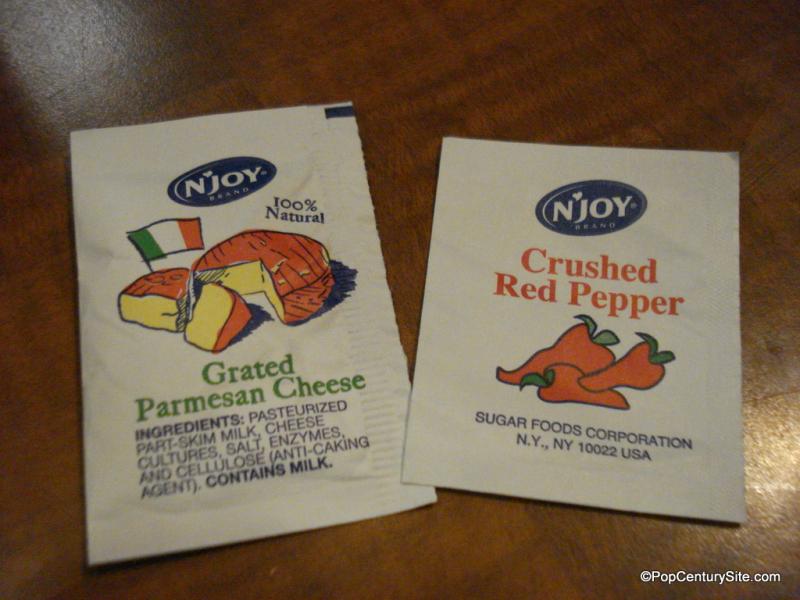 N'JOY
BRAND
100%
Natural
Grated
Parmesan Cheese
INGREDIENTS: PASTEURIZED
PART-SKIM MILK, CHEESE
CULTURES, SALT, ENZYMES,
AND CELLULOSE (ANTI-CAKING
AGENT). CONTAINS MILK.
N'JOY
BRAND
Crushed
Red Pepper
SUGAR FOODS CORPORATION
N.Y., NY 10022 USA
©PopCenturySite.com